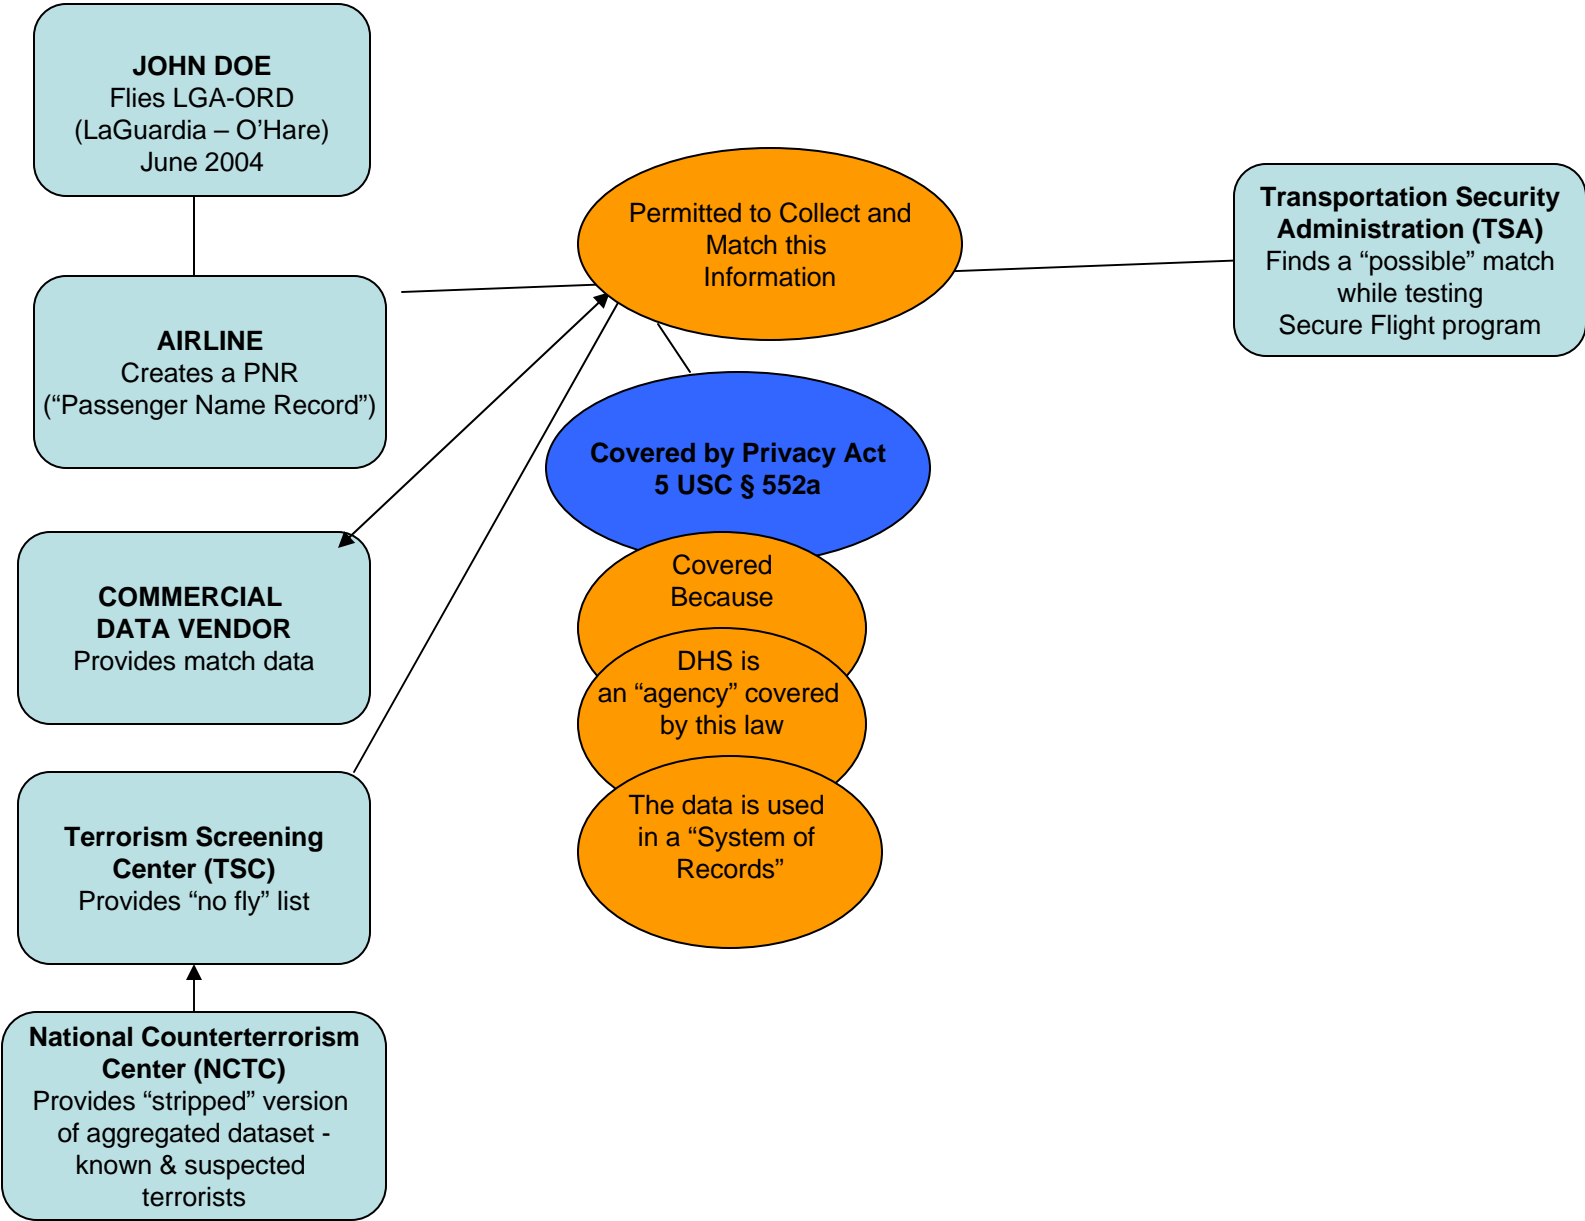 JOHN DOE
Flies LGA-ORD
(LaGuardia – O’Hare)
June 2004
AIRLINE
Creates a PNR
(“Passenger Name Record”)
COMMERCIAL
DATA VENDOR
Provides match data
Terrorism Screening
Center (TSC)
Provides “no fly” list
National Counterterrorism
Center (NCTC)
Provides “stripped” version
of aggregated dataset -
known & suspected
terrorists
Permitted to Collect and
Match this
Information
Covered by Privacy Act
5 USC § 552a
Covered
Because
DHS is
an “agency” covered
by this law
The data is used
in a “System of
Records”
Transportation Security
Administration (TSA)
Finds a “possible” match
while testing
Secure Flight program